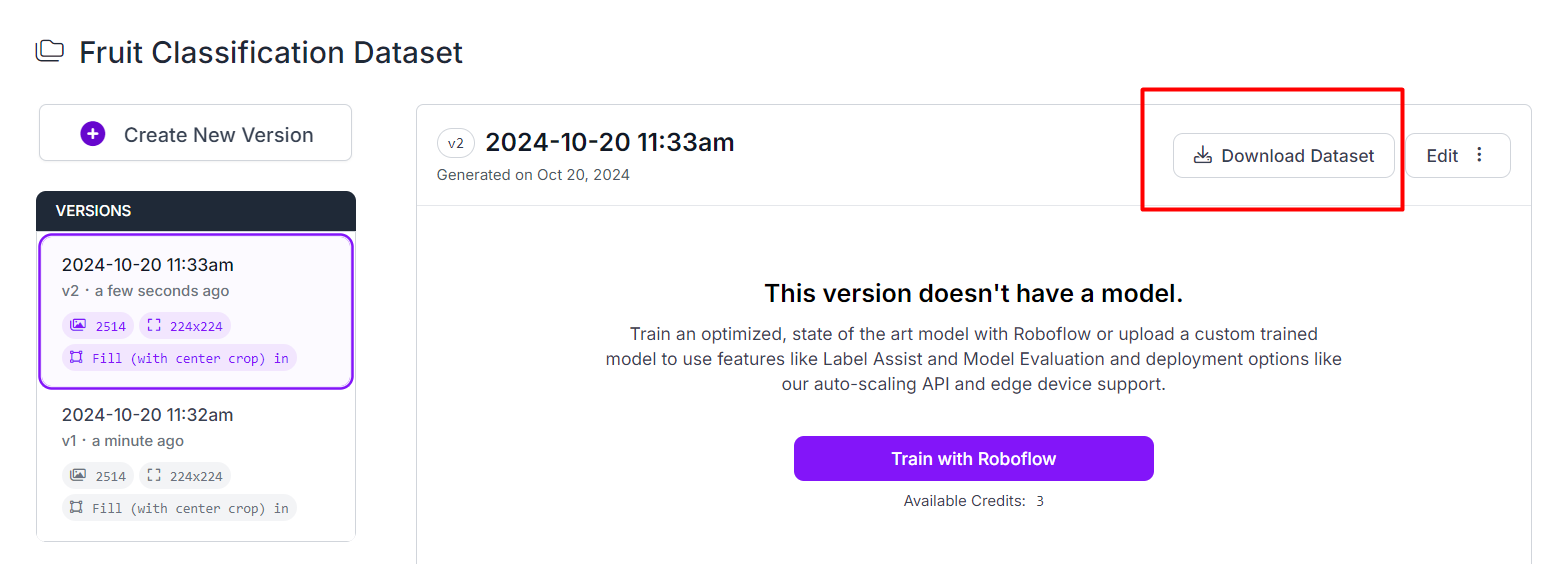 Fruit Classification Dataset
Create New Version
VERSIONS
2024-10-20 11:33am
v2 · a few seconds ago
2514 224x224
Fill (with center crop) in
2024-10-20 11:32am
v1 · a minute ago
2514 224x224
Fill (with center crop) in
v2 2024-10-20 11:33am
Generated on Oct 20, 2024
Download Dataset
Edit
This version doesn't have a model.
Train an optimized, state of the art model with Roboflow or upload a custom trained
model to use features like Label Assist and Model Evaluation and deployment options like
our auto-scaling API and edge device support.
Train with Roboflow
Available Credits: 3